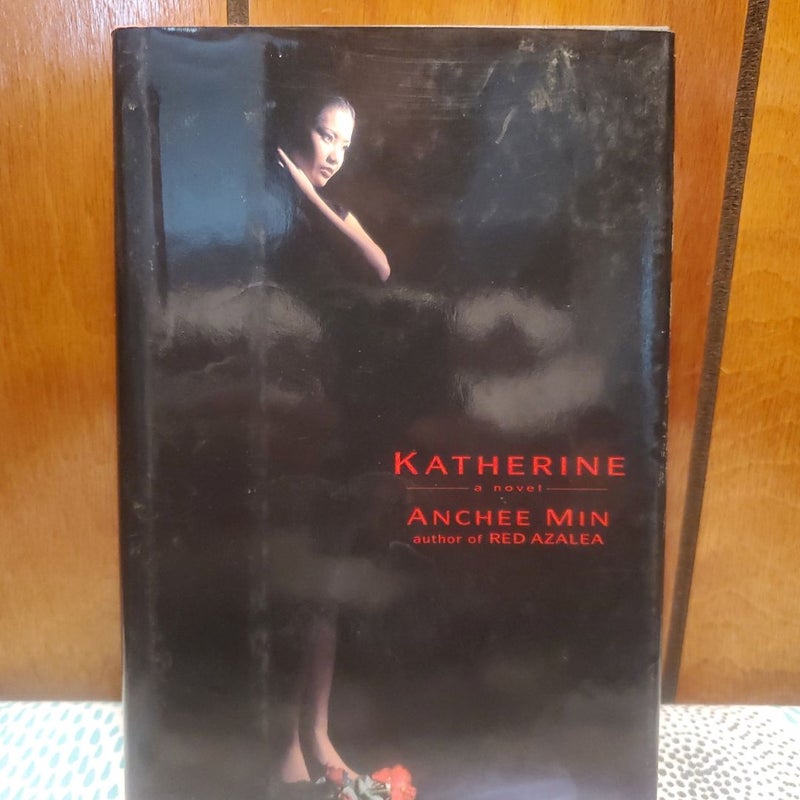 KATHERINE
a novel
ANCHEE MIN
author of RED AZALEA